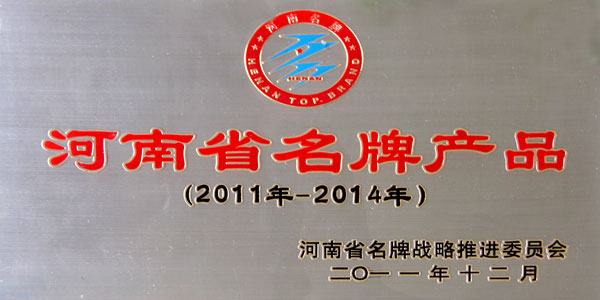 河南名牌
HENAN
HENAN TOP BRAND
河南省名牌产品
(2011年-2014年)
河南省名牌战略推进委员会
二〇一一年十二月